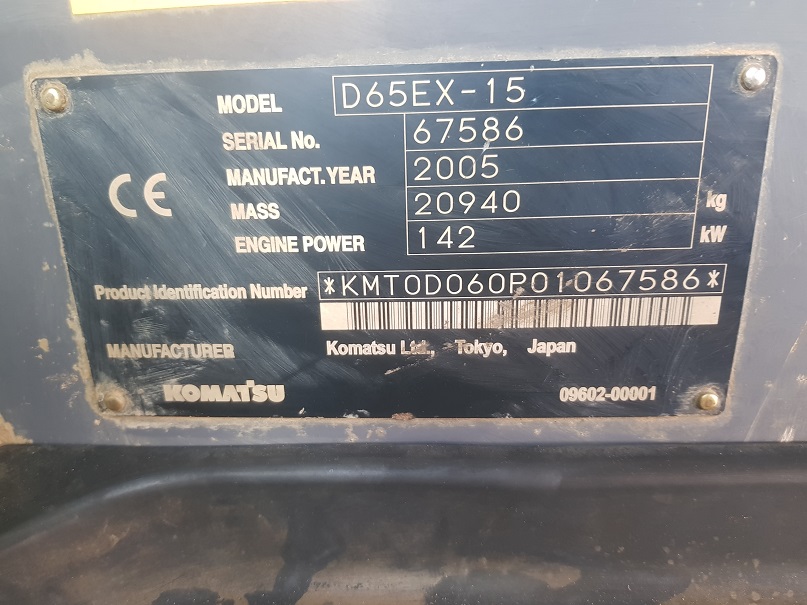 MODEL D65EX-15
SERIAL No. 67586
MANUFACT. YEAR 2005
MASS 20940 kg
ENGINE POWER 142 kW
CE
Product Identification Number *KMT0D060P01067586*
MANUFACTURER Komatsu Ltd., Tokyo, Japan
KOMATSU 09602-00001